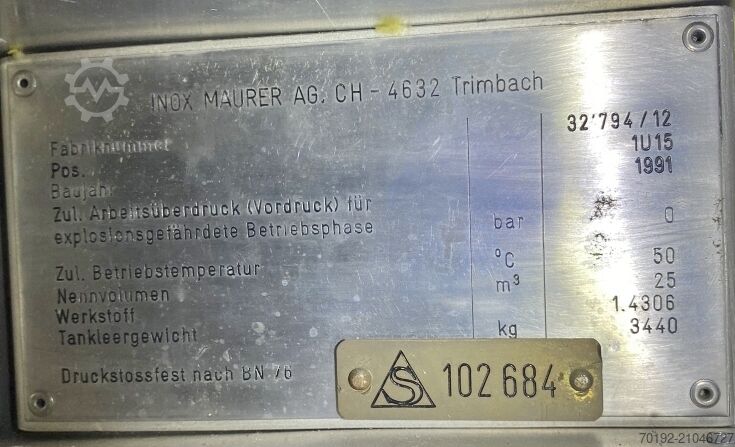 INOX MAURER AG, CH - 4632 Trimbach
Fabriknummer 32'794/12
Pos. 1U15
Baujahr 1991
Zul. Arbeitsüberdruck (Vordruck) für
explosionsgefährdete Betriebsphase bar 0
Zul. Betriebstemperatur °C 50
Nennvolumen m³ 25
Werkstoff 1.4306
Tankleergewicht kg 3440
Druckstossfest nach BN 76
S 102 684
70192-21046727